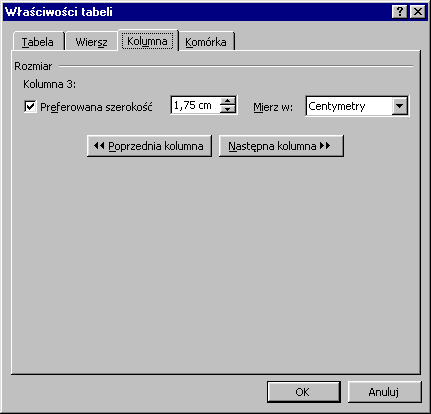 Właściwości tabeli
Tabela Wiersz Kolumna Komórka
Rozmiar
Kolumna 3:
Preferowana szerokość 1,75 cm Mierz w: Centymetry
Poprzednia kolumna Następna kolumna
OK Anuluj